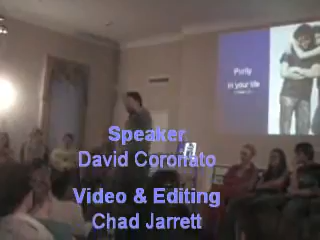 Purity
in your life
Speaker
David Coronato
Video & Editing
Chad Jarrett